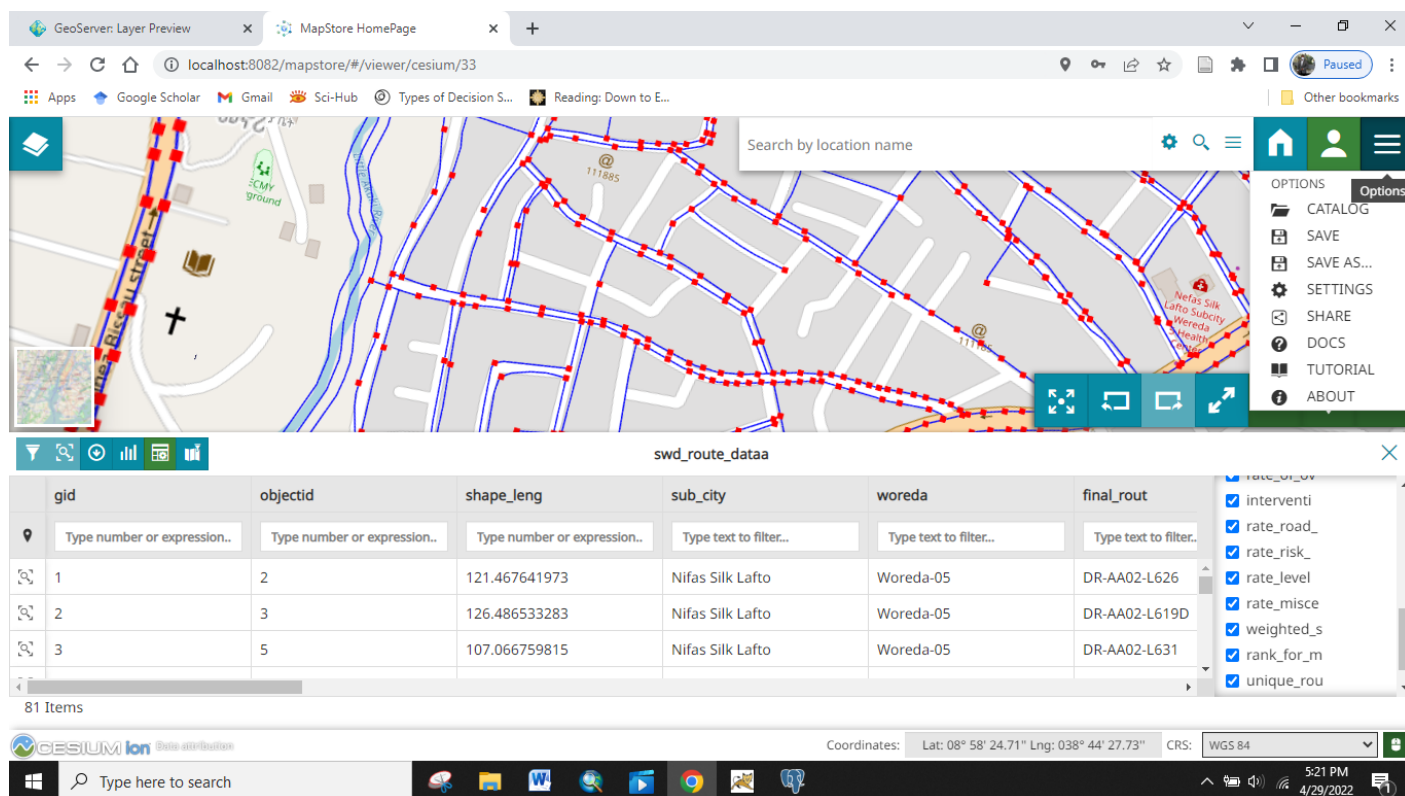 GeoServer: Layer Preview
MapStore HomePage
localhost:8082/mapstore/#/viewer/cesium/33
Paused
Apps
Google Scholar
Gmail
Sci-Hub
Types of Decision S...
Reading: Down to E...
Other bookmarks
Search by location name
OPTIONS
Options
CATALOG
SAVE
SAVE AS...
SETTINGS
SHARE
DOCS
TUTORIAL
ABOUT
@
111885
@
Nefas Silk
Lafto Subcity
Wereda
Health
swd_route_dataa
gid objectid shape_leng sub_city woreda final_rout
Type number or expression.. Type number or expression.. Type number or expression.. Type text to filter... Type text to filter... Type text to filter..
1 2 121.467641973 Nifas Silk Lafto Woreda-05 DR-AA02-L626
2 3 126.486533283 Nifas Silk Lafto Woreda-05 DR-AA02-L619D
3 5 107.066759815 Nifas Silk Lafto Woreda-05 DR-AA02-L631
interventi
rate_road_
rate_risk_
rate_level
rate_misce
weighted_s
rank_for_m
unique_rou
81 Items
CESIUM ion Data attribution
Coordinates: Lat: 08° 58' 24.71" Lng: 038° 44' 27.73" CRS: WGS 84
Type here to search
5:21 PM
4/29/2022